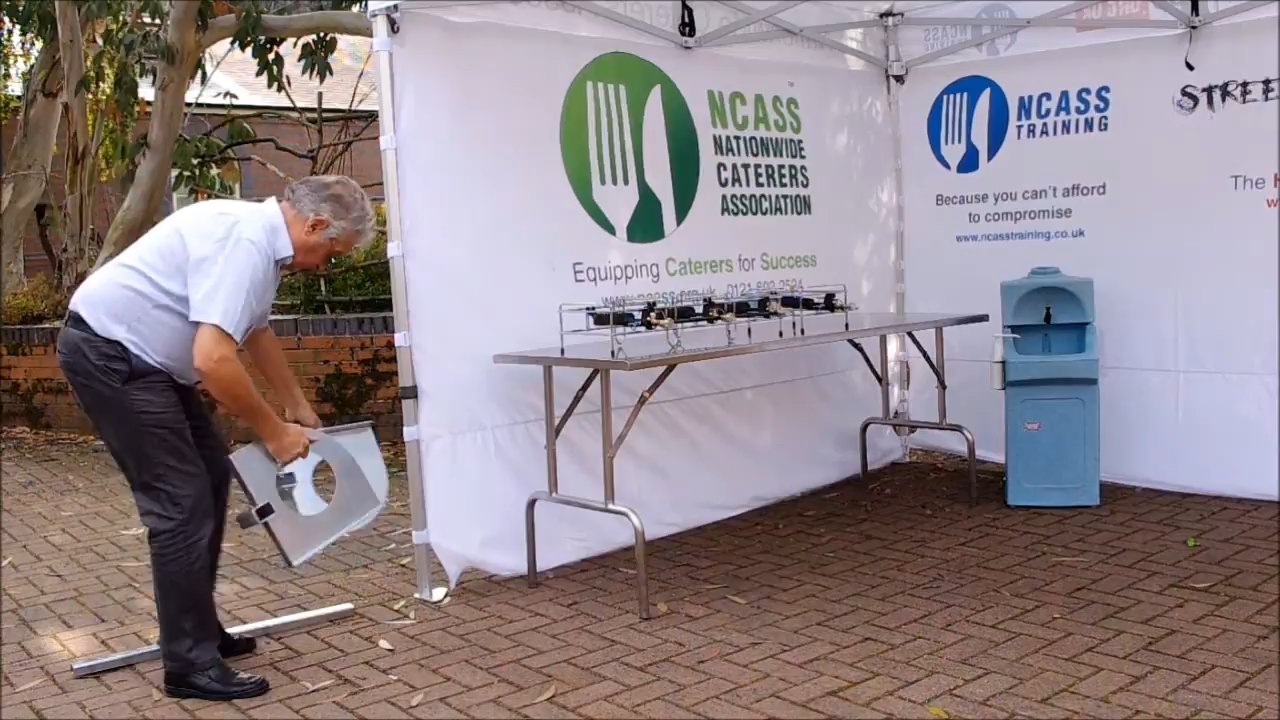 NCASS
NATIONWIDE
CATERERS
ASSOCIATION
™
Equipping Caterers for Success
NCASS
TRAINING
Because you can't afford
to compromise
www.ncasstraining.co.uk
The